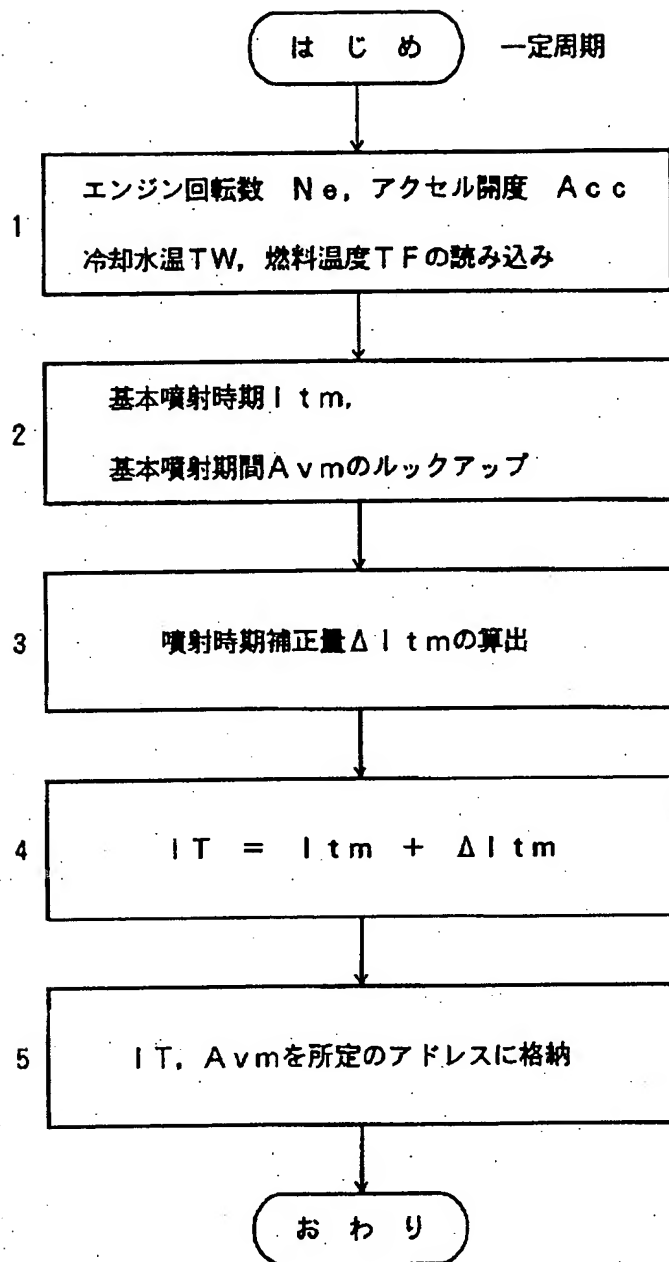 はじめ 一定周期
1
エンジン回転数 Ne, アクセル開度 Acc
冷却水温TW, 燃料温度TFの読み込み
2
基本噴射時期Itm,
基本噴射期間Avmのルックアップ
3
噴射時期補正量ΔItmの算出
4
IT = Itm + ΔItm
5
IT, Avmを所定のアドレスに格納
おわり